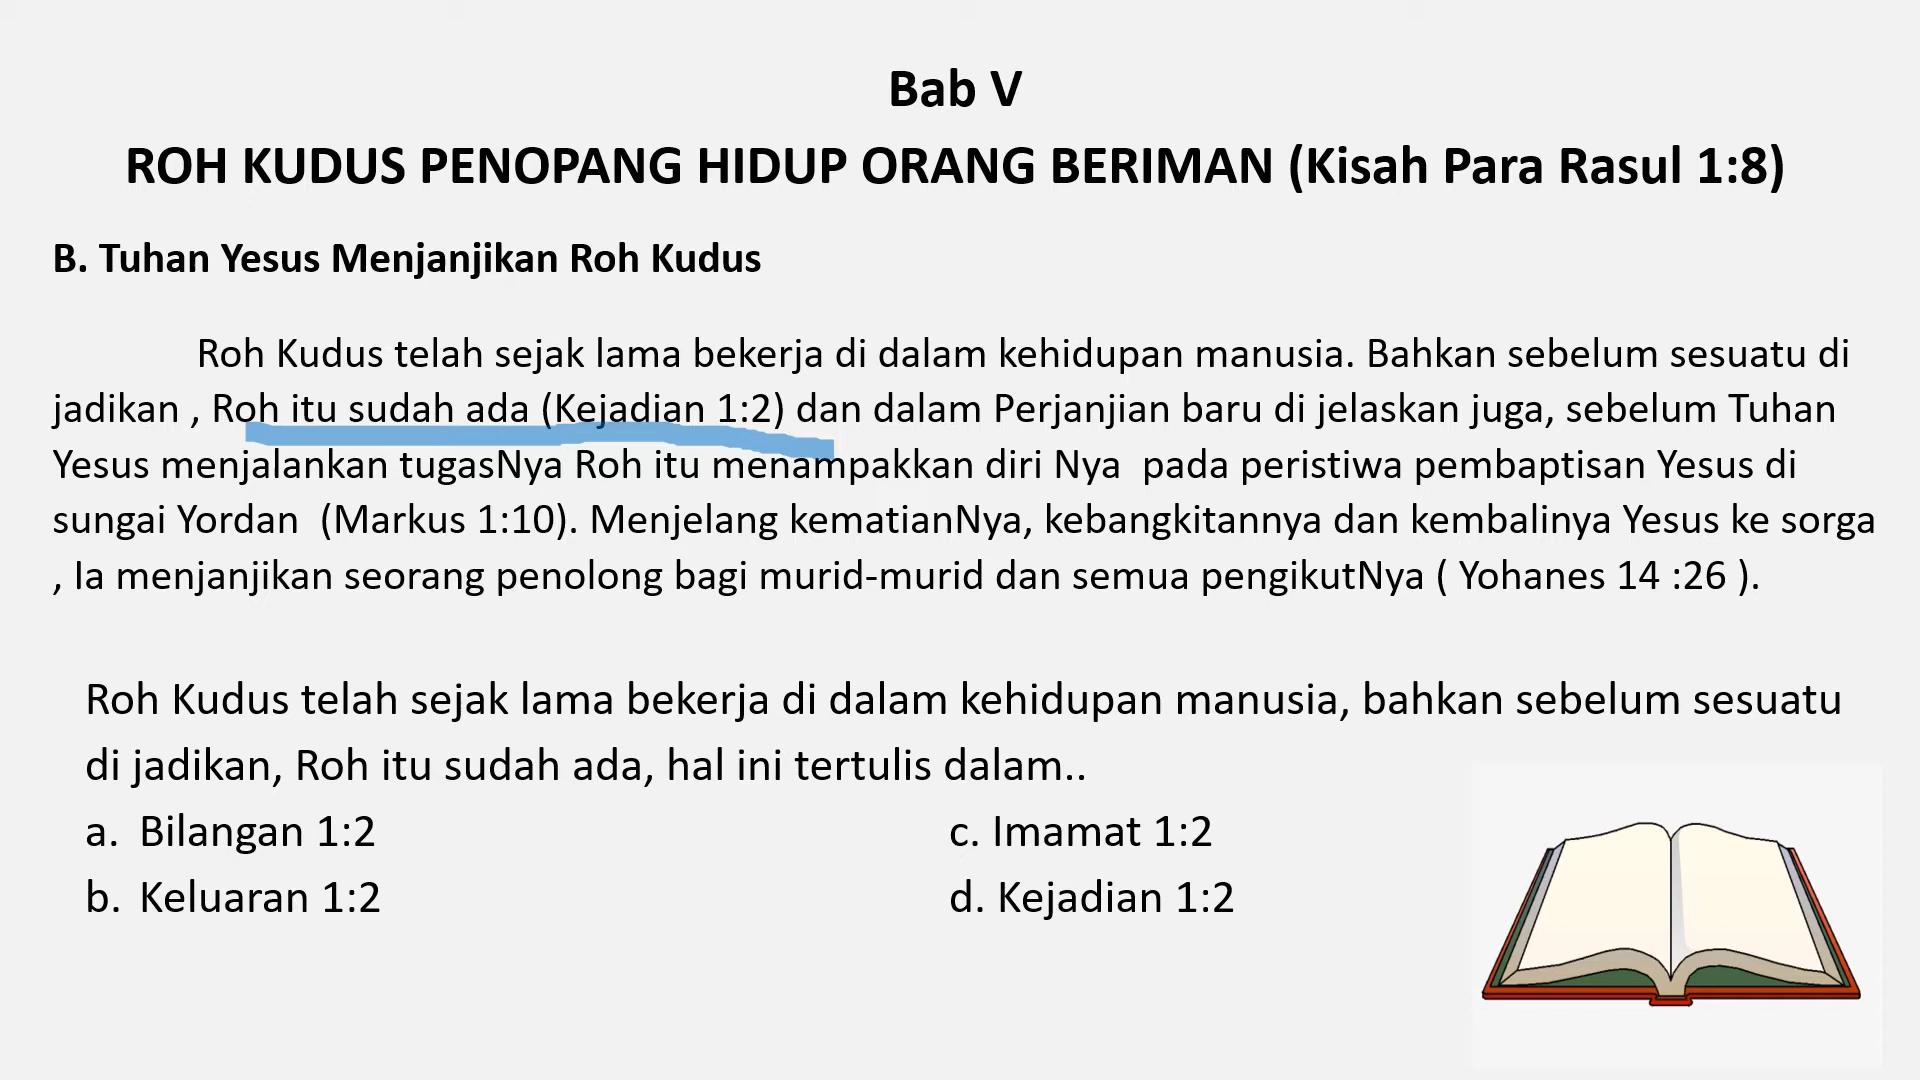 Bab V
ROH KUDUS PENOPANG HIDUP ORANG BERIMAN (Kisah Para Rasul 1:8)
B. Tuhan Yesus Menjanjikan Roh Kudus
Roh Kudus telah sejak lama bekerja di dalam kehidupan manusia. Bahkan sebelum sesuatu di
jadikan , Roh itu sudah ada (Kejadian 1:2) dan dalam Perjanjian baru di jelaskan juga, sebelum Tuhan
Yesus menjalankan tugasNya Roh itu menampakkan diri Nya  pada peristiwa pembaptisan Yesus di
sungai Yordan  (Markus 1:10). Menjelang kematianNya, kebangkitannya dan kembalinya Yesus ke sorga
, Ia menjanjikan seorang penolong bagi murid-murid dan semua pengikutNya ( Yohanes 14 :26 ).
Roh Kudus telah sejak lama bekerja di dalam kehidupan manusia, bahkan sebelum sesuatu
di jadikan, Roh itu sudah ada, hal ini tertulis dalam..
a. Bilangan 1:2
b. Keluaran 1:2
c. Imamat 1:2
d. Kejadian 1:2